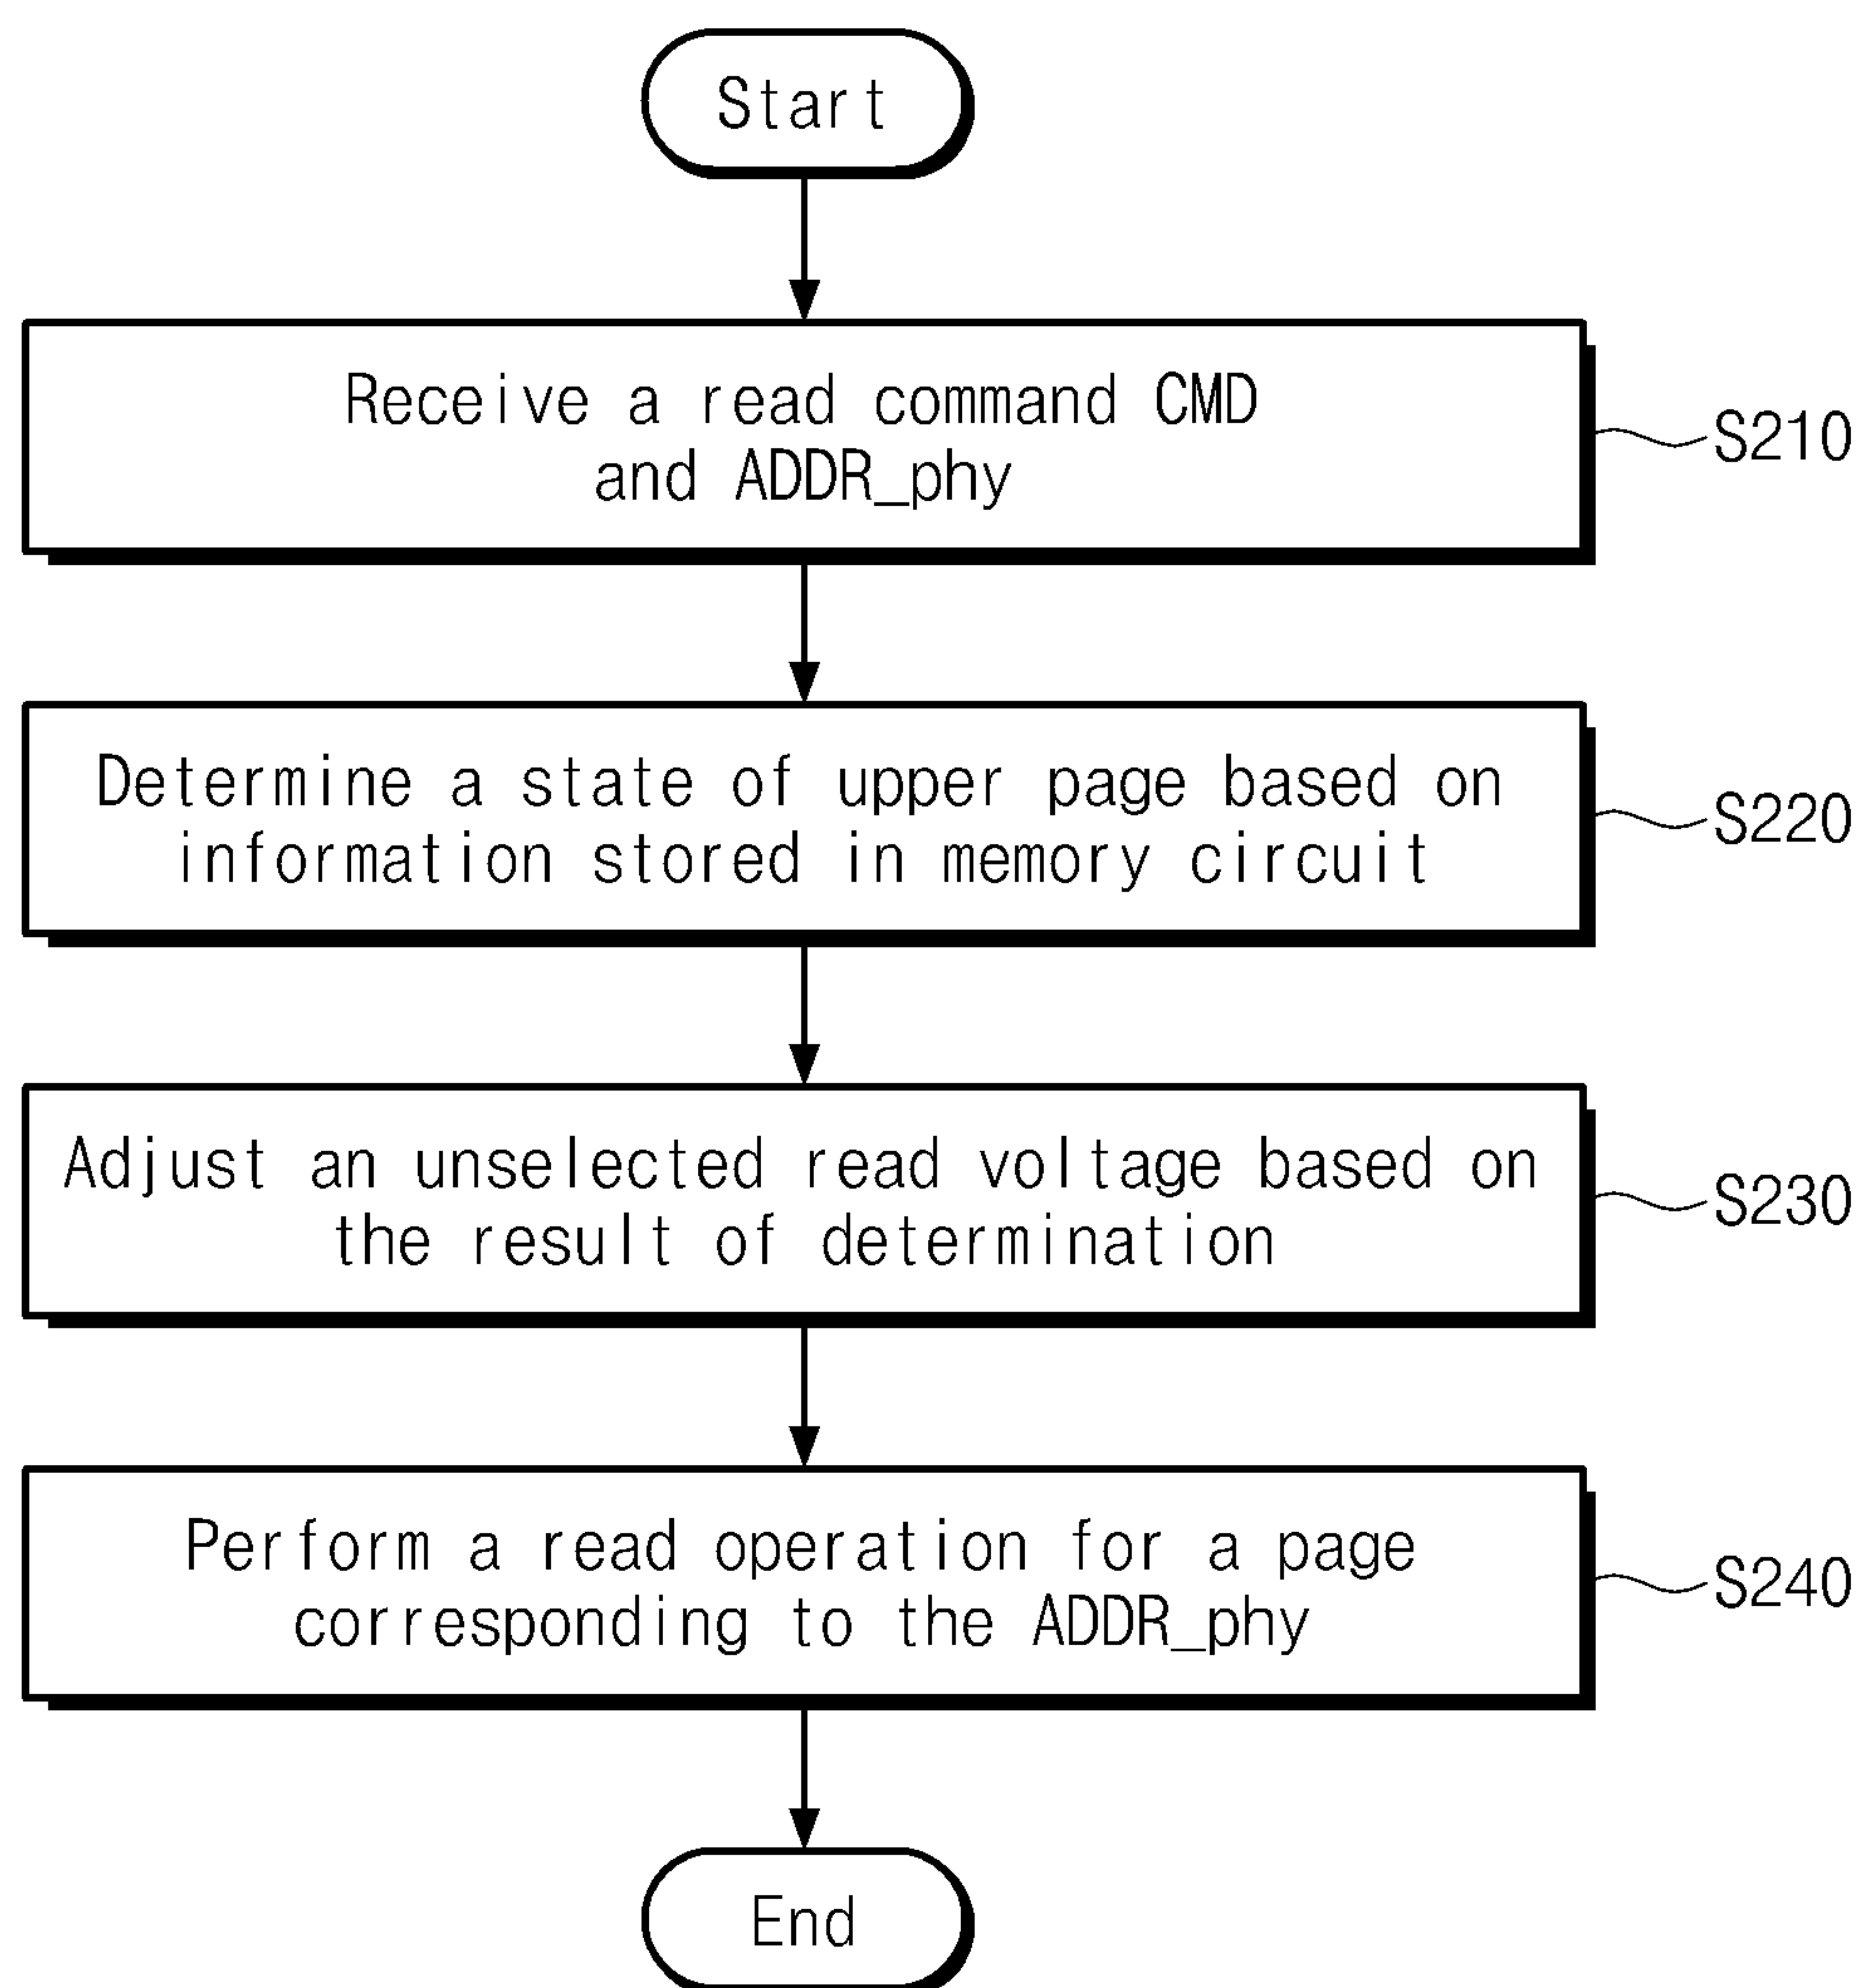 Start
Receive a read command CMD
and ADDR_phy
S210
Determine a state of upper page based on
information stored in memory circuit
S220
Adjust an unselected read voltage based on
the result of determination
S230
Perform a read operation for a page
corresponding to the ADDR_phy
S240
End